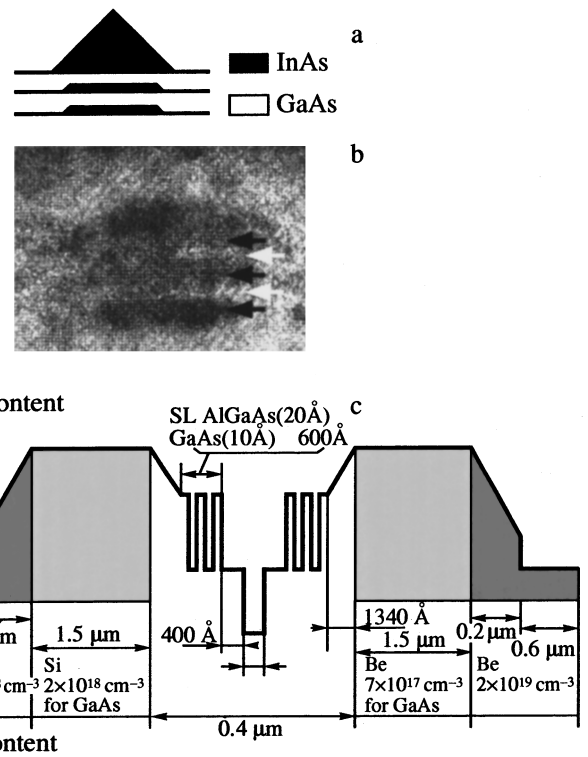 a
InAs
GaAs
b
ontent
SL AlGaAs(20Å)
c
GaAs(10Å) 600Å
m
1.5 μm
400 Å
1340 Å
1.5 μm
0.2 μm
0.6 μm
Si
Be
Be
cm⁻³
2×10¹⁸ cm⁻³
7×10¹⁷ cm⁻³
2×10¹⁹ cm⁻³
for GaAs
for GaAs
0.4 μm
ontent